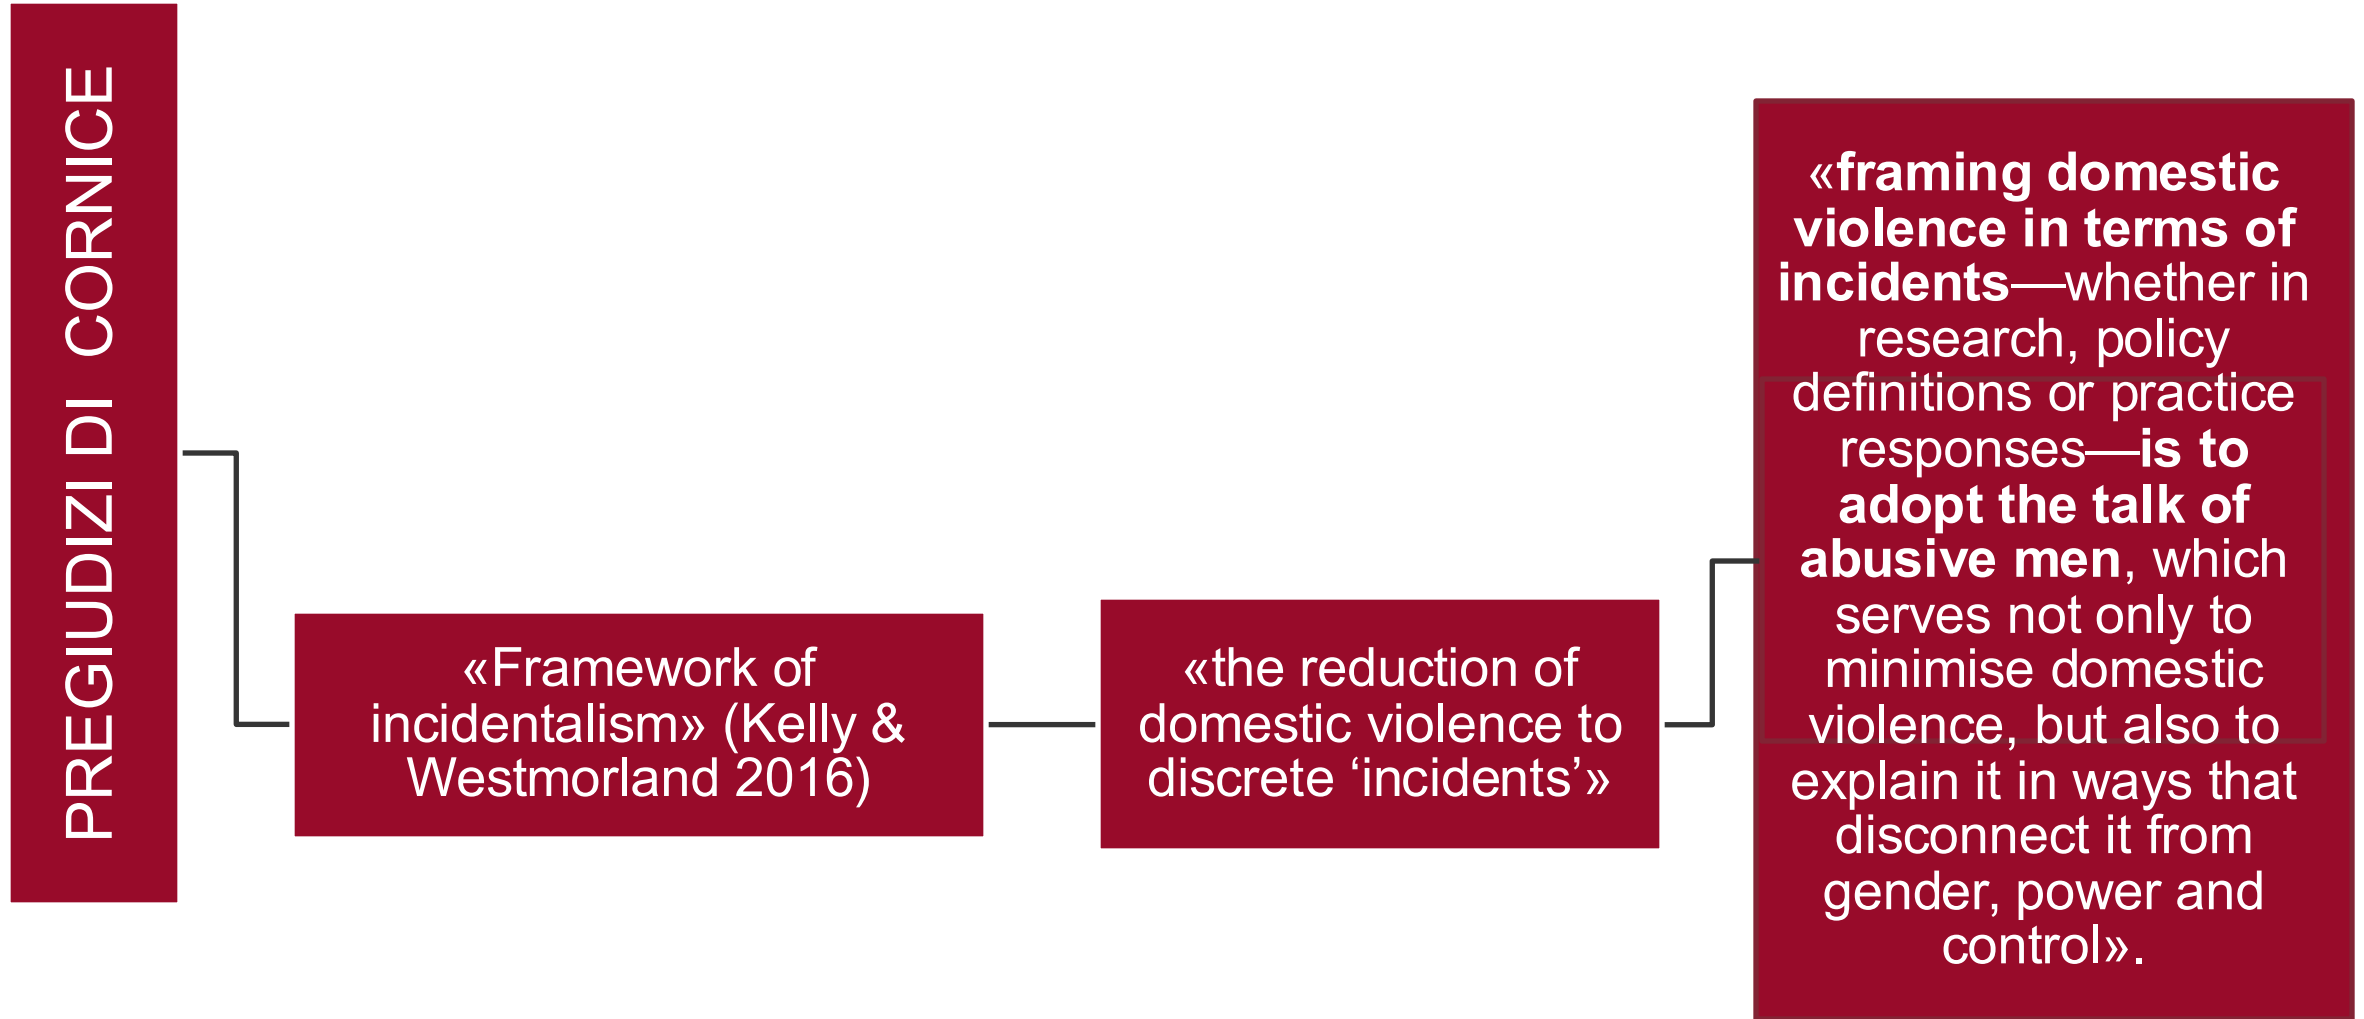 PREGIUDIZI DI CORNICE
«Framework of
incidentalism» (Kelly &
Westmorland 2016)
«the reduction of
domestic violence to
discrete ‘incidents’»
«framing domestic
violence in terms of
incidents—whether in
research, policy
definitions or practice
responses—is to
adopt the talk of
abusive men, which
serves not only to
minimise domestic
violence, but also to
explain it in ways that
disconnect it from
gender, power and
control».